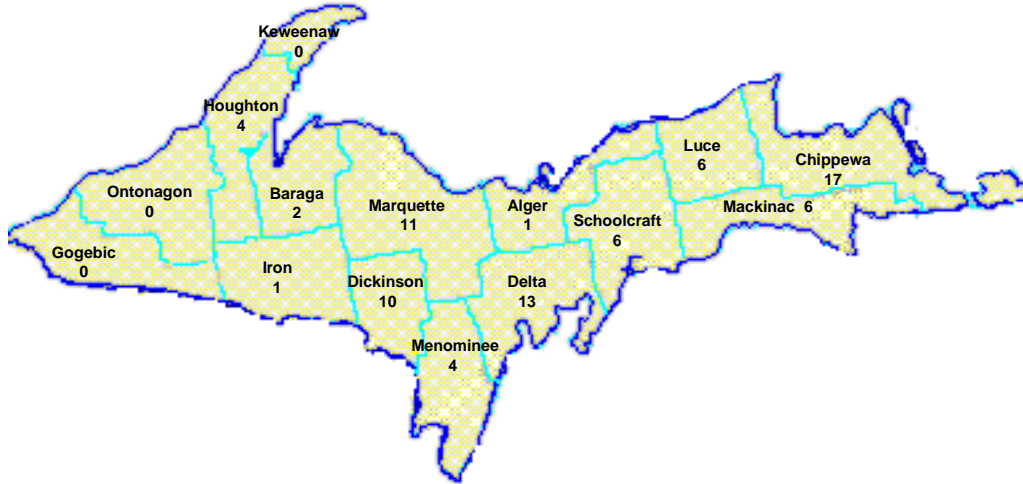 Keweenaw
0
Houghton
4
Luce
6
Chippewa
17
Ontonagon
0
Baraga
2
Marquette
11
Alger
1
Schoolcraft
6
Mackinac 6
Gogebic
0
Iron
1
Dickinson
10
Delta
13
Menominee
4